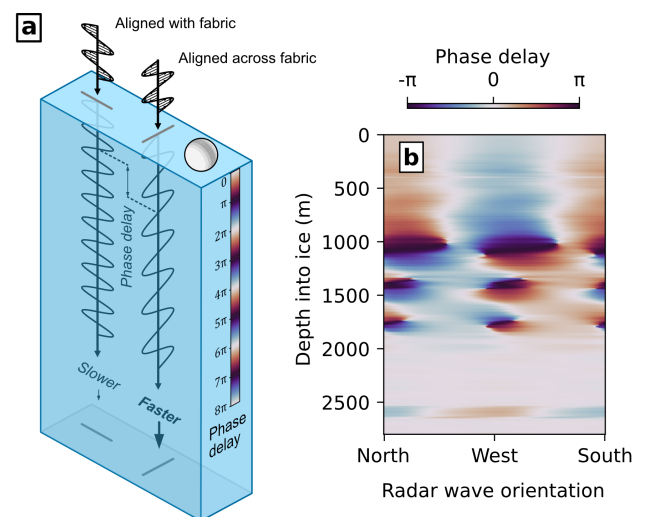 a
Aligned with fabric
Aligned across fabric
Phase delay
Slower
Faster
0
π
2π
3π
4π
5π
6π
7π
8π
Phase
delay
Phase delay
-π 0 π
b
Depth into ice (m)
0
500
1000
1500
2000
2500
North West South
Radar wave orientation